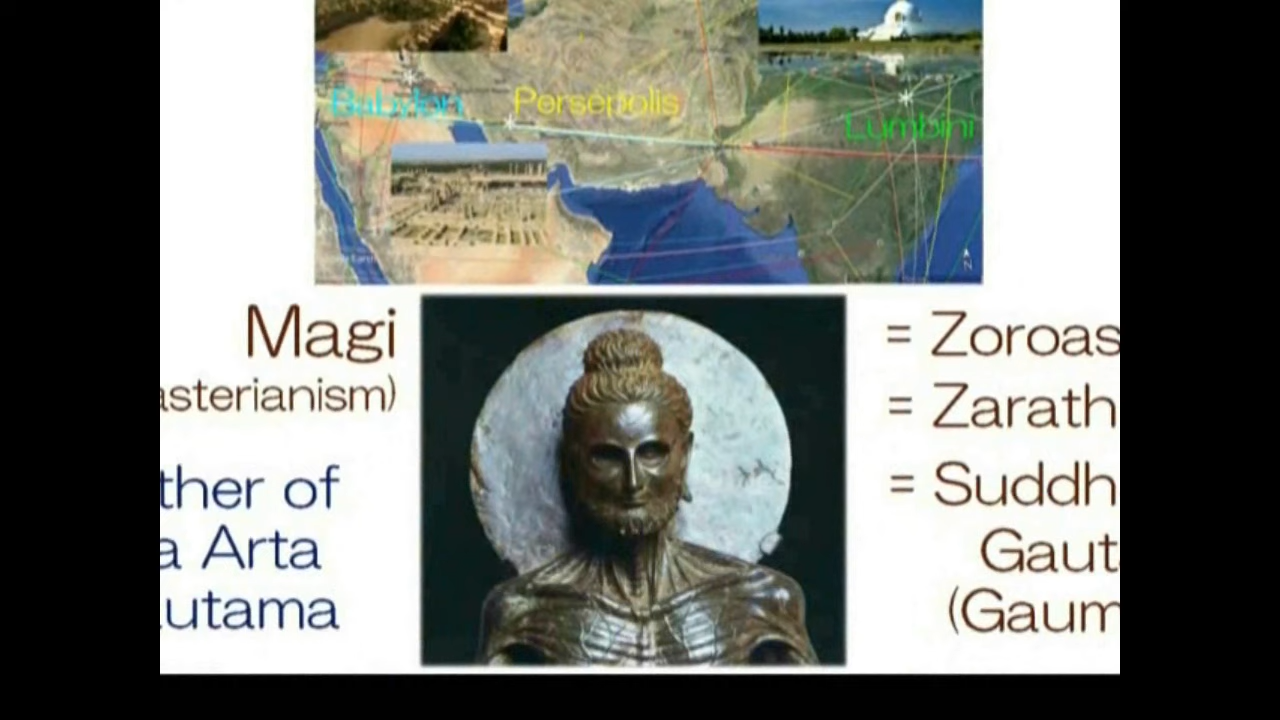 Babylon
Persepolis
Lumbini
N
Magi
asterianism)
ther of
a Arta
utama
= Zoroas
= Zarath
= Suddh
Gaut
(Gaum